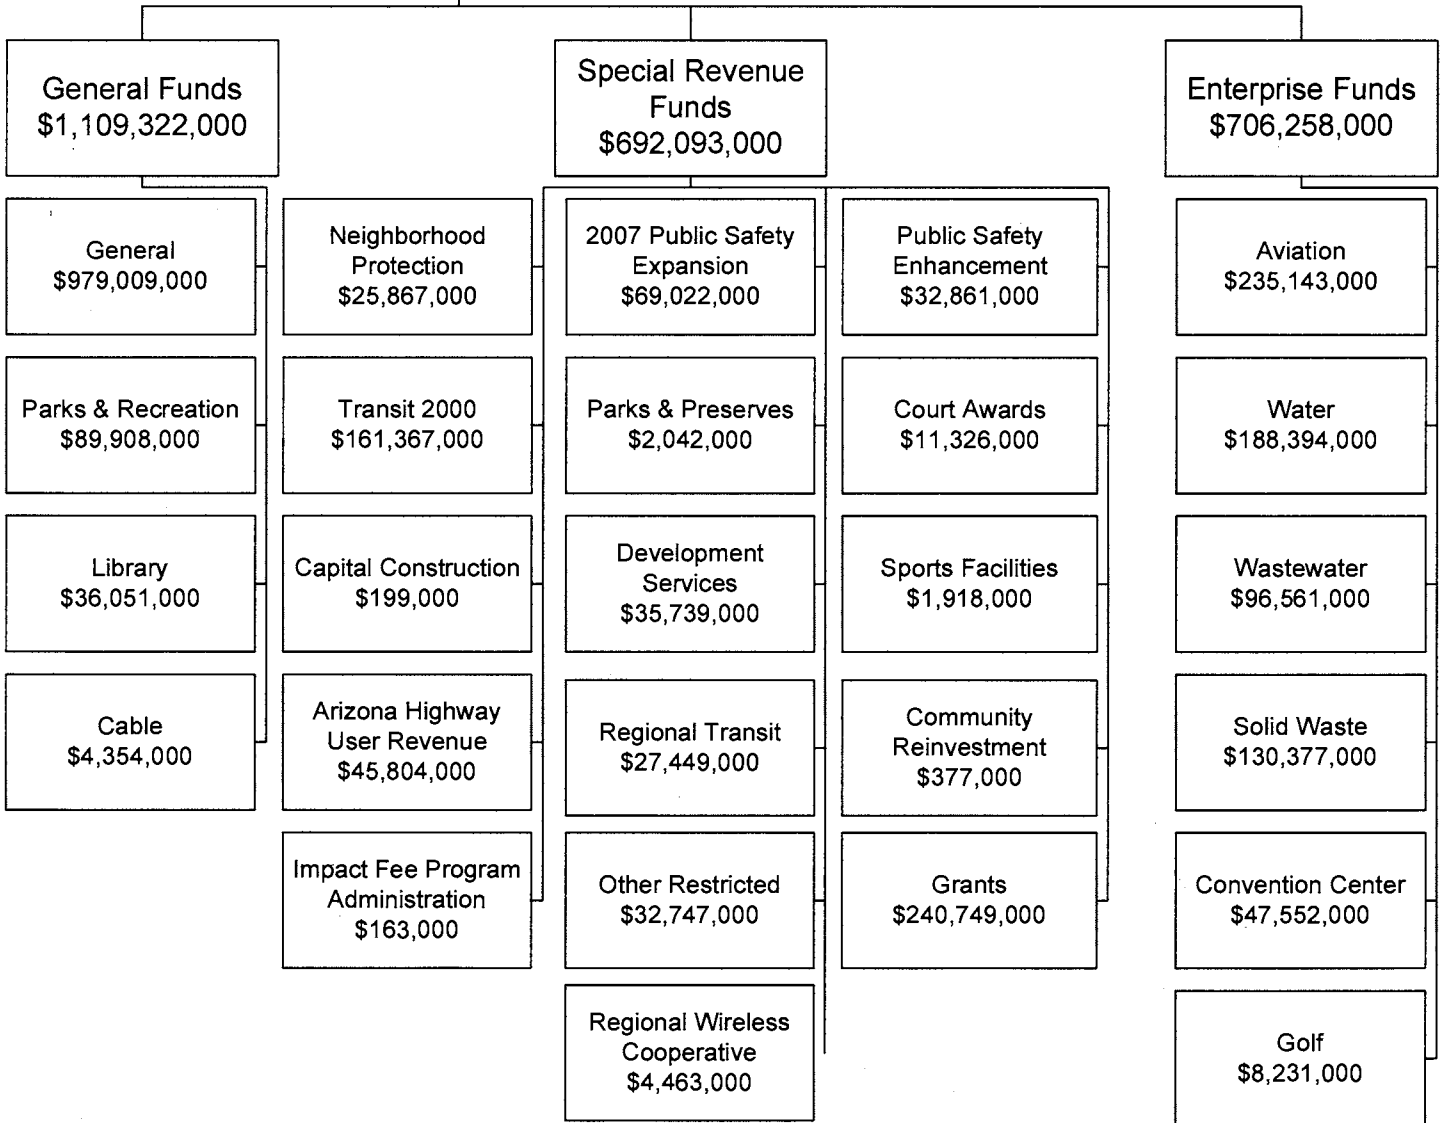 General Funds
$1,109,322,000
Special Revenue
Funds
$692,093,000
Enterprise Funds
$706,258,000
General
$979,009,000
Neighborhood
Protection
$25,867,000
2007 Public Safety
Expansion
$69,022,000
Public Safety
Enhancement
$32,861,000
Aviation
$235,143,000
Parks & Recreation
$89,908,000
Transit 2000
$161,367,000
Parks & Preserves
$2,042,000
Court Awards
$11,326,000
Water
$188,394,000
Library
$36,051,000
Capital Construction
$199,000
Development
Services
$35,739,000
Sports Facilities
$1,918,000
Wastewater
$96,561,000
Cable
$4,354,000
Arizona Highway
User Revenue
$45,804,000
Regional Transit
$27,449,000
Community
Reinvestment
$377,000
Solid Waste
$130,377,000
Impact Fee Program
Administration
$163,000
Other Restricted
$32,747,000
Grants
$240,749,000
Convention Center
$47,552,000
Regional Wireless
Cooperative
$4,463,000
Golf
$8,231,000